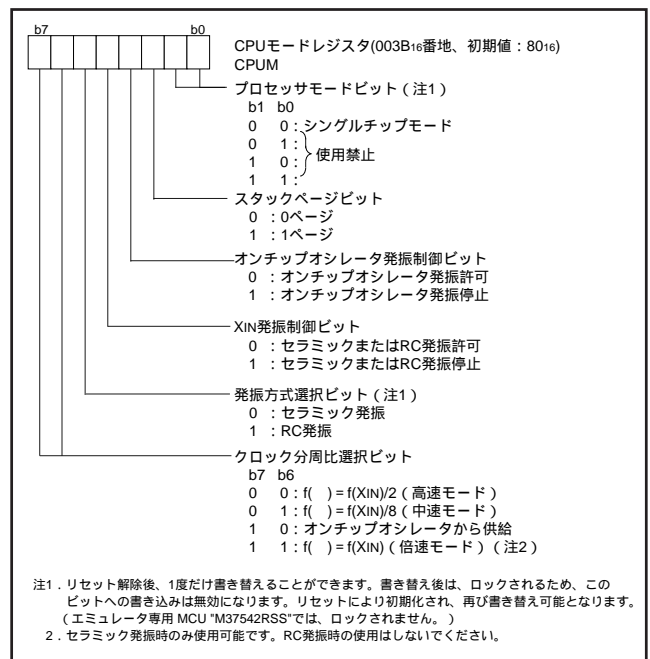 b7 b0
CPUモードレジスタ(003B16番地、初期値：8016)
CPUM
プロセッサモードビット（注1）
b1 b0
0 0：シングルチップモード
0 1：
1 0：
1 1：
使用禁止
スタックページビット
0 ：0ページ
1 ：1ページ
オンチップオシレータ発振制御ビット
0 ：オンチップオシレータ発振許可
1 ：オンチップオシレータ発振停止
XIN発振制御ビット
0 ：セラミックまたはRC発振許可
1 ：セラミックまたはRC発振停止
発振方式選択ビット（注1）
0 ：セラミック発振
1 ：RC発振
クロック分周比選択ビット
b7 b6
0 0：f( ）= f(XIN)/2（高速モード）
0 1：f( ）= f(XIN)/8（中速モード）
1 0：オンチップオシレータから供給
1 1：f( ）= f(XIN)（倍速モード）（注2）
注1．リセット解除後、1度だけ書き替えることができます。書き替え後は、ロックされるため、この
ビットへの書き込みは無効になります。リセットにより初期化され、再び書き替え可能となります。
（エミュレータ専用 MCU "M37542RSS"では、ロックされません。）
2．セラミック発振時のみ使用可能です。RC発振時の使用はしないでください。